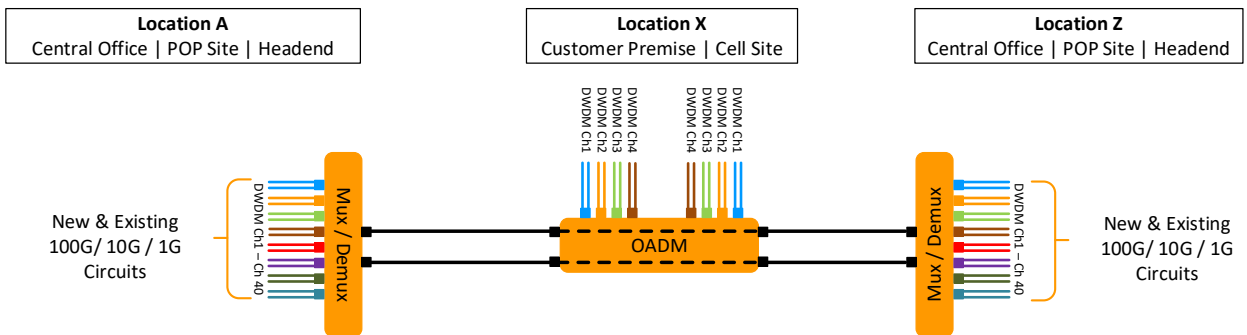 Location A
Central Office | POP Site | Headend
Location X
Customer Premise | Cell Site
Location Z
Central Office | POP Site | Headend
DWDM Ch1
DWDM Ch2
DWDM Ch3
DWDM Ch4
DWDM Ch4
DWDM Ch3
DWDM Ch2
DWDM Ch1
New & Existing
100G/ 10G / 1G
Circuits
DWDM Ch1 – Ch 40
Mux / Demux
OADM
Mux / Demux
DWDM Ch1 – Ch 40
New & Existing
100G/ 10G / 1G
Circuits